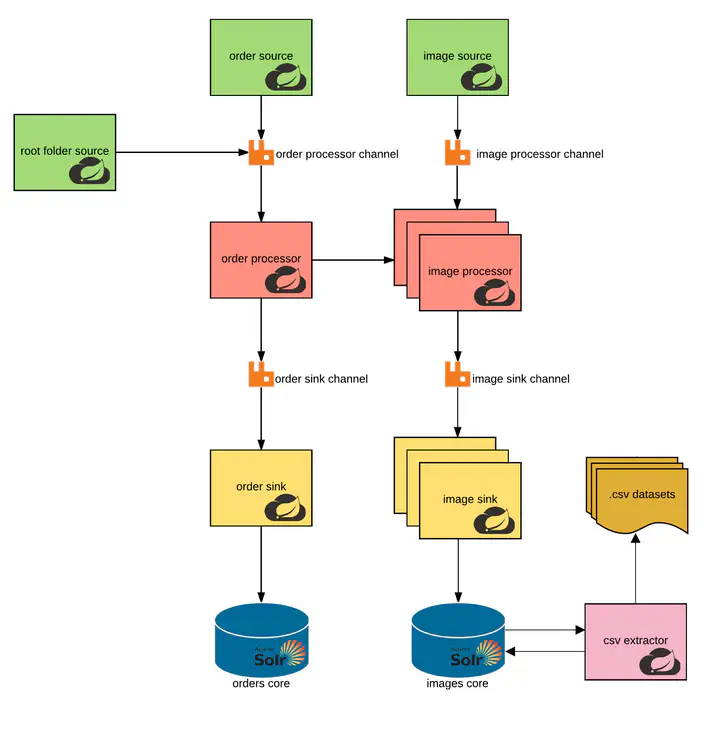 order source
image source
root folder source
order processor channel
image processor channel
order processor
image processor
order sink channel
image sink channel
order sink
image sink
.csv datasets
Apache
Solr
Apache
Solr
csv extractor
orders core
images core